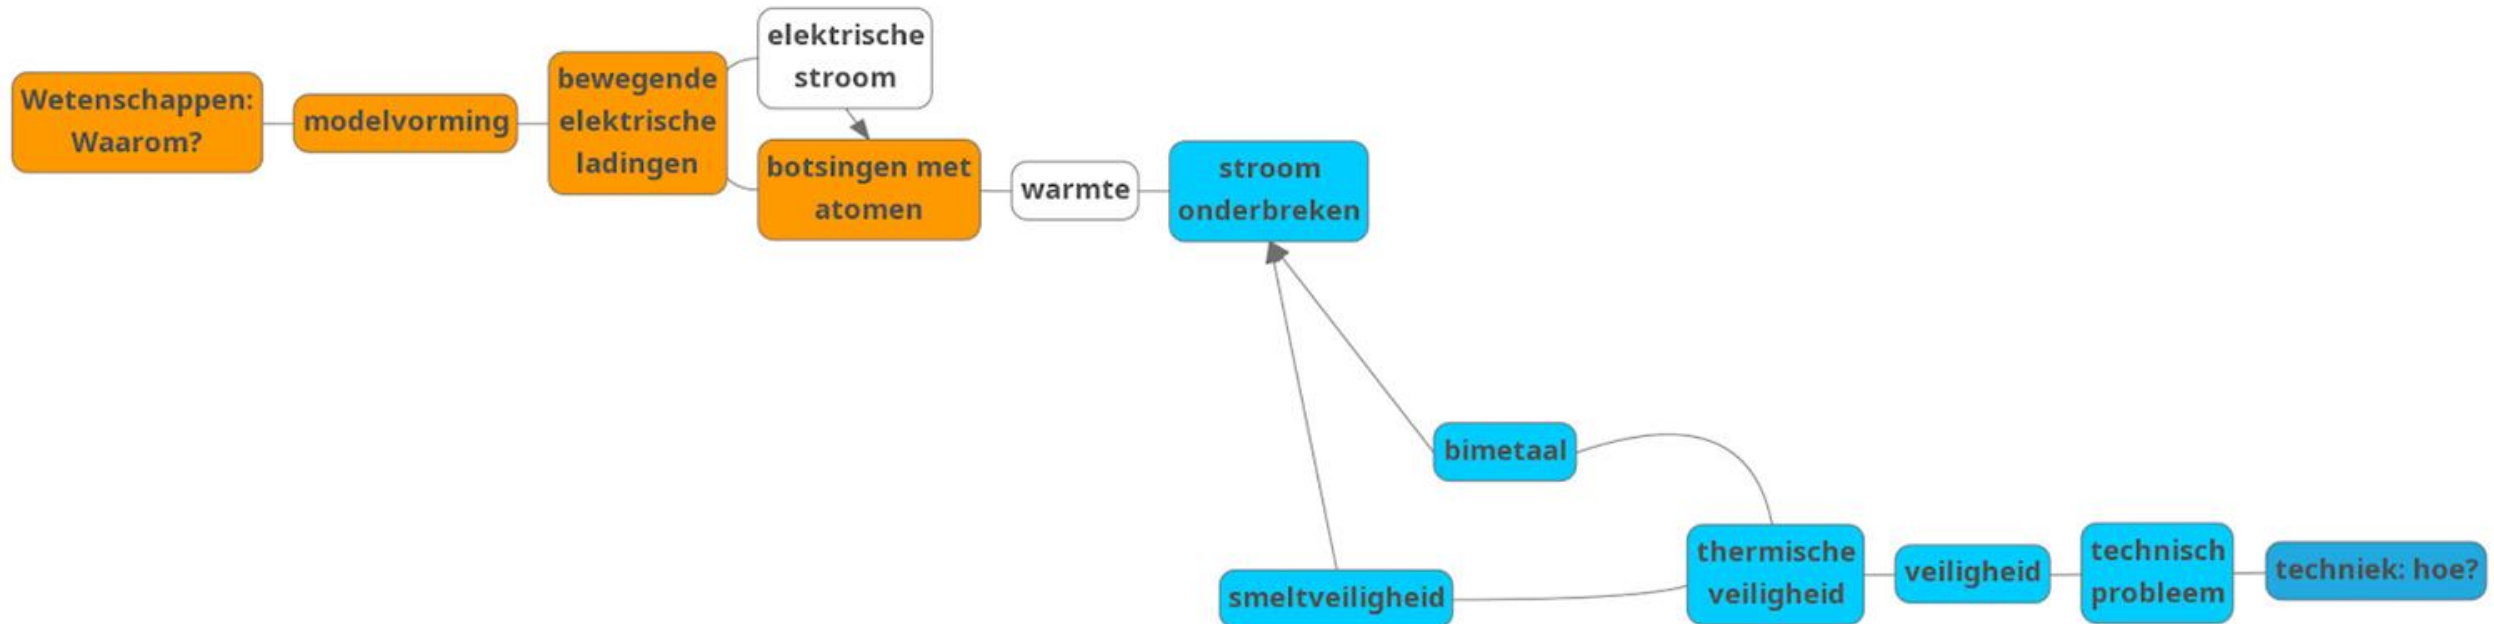 Wetenschappen:
Waarom?
modelvorming
bewegende
elektrische
ladingen
elektrische
stroom
botsingen met
atomen
warmte
stroom
onderbreken
bimetaal
smeltveiligheid
thermische
veiligheid
veiligheid
technisch
probleem
techniek: hoe?